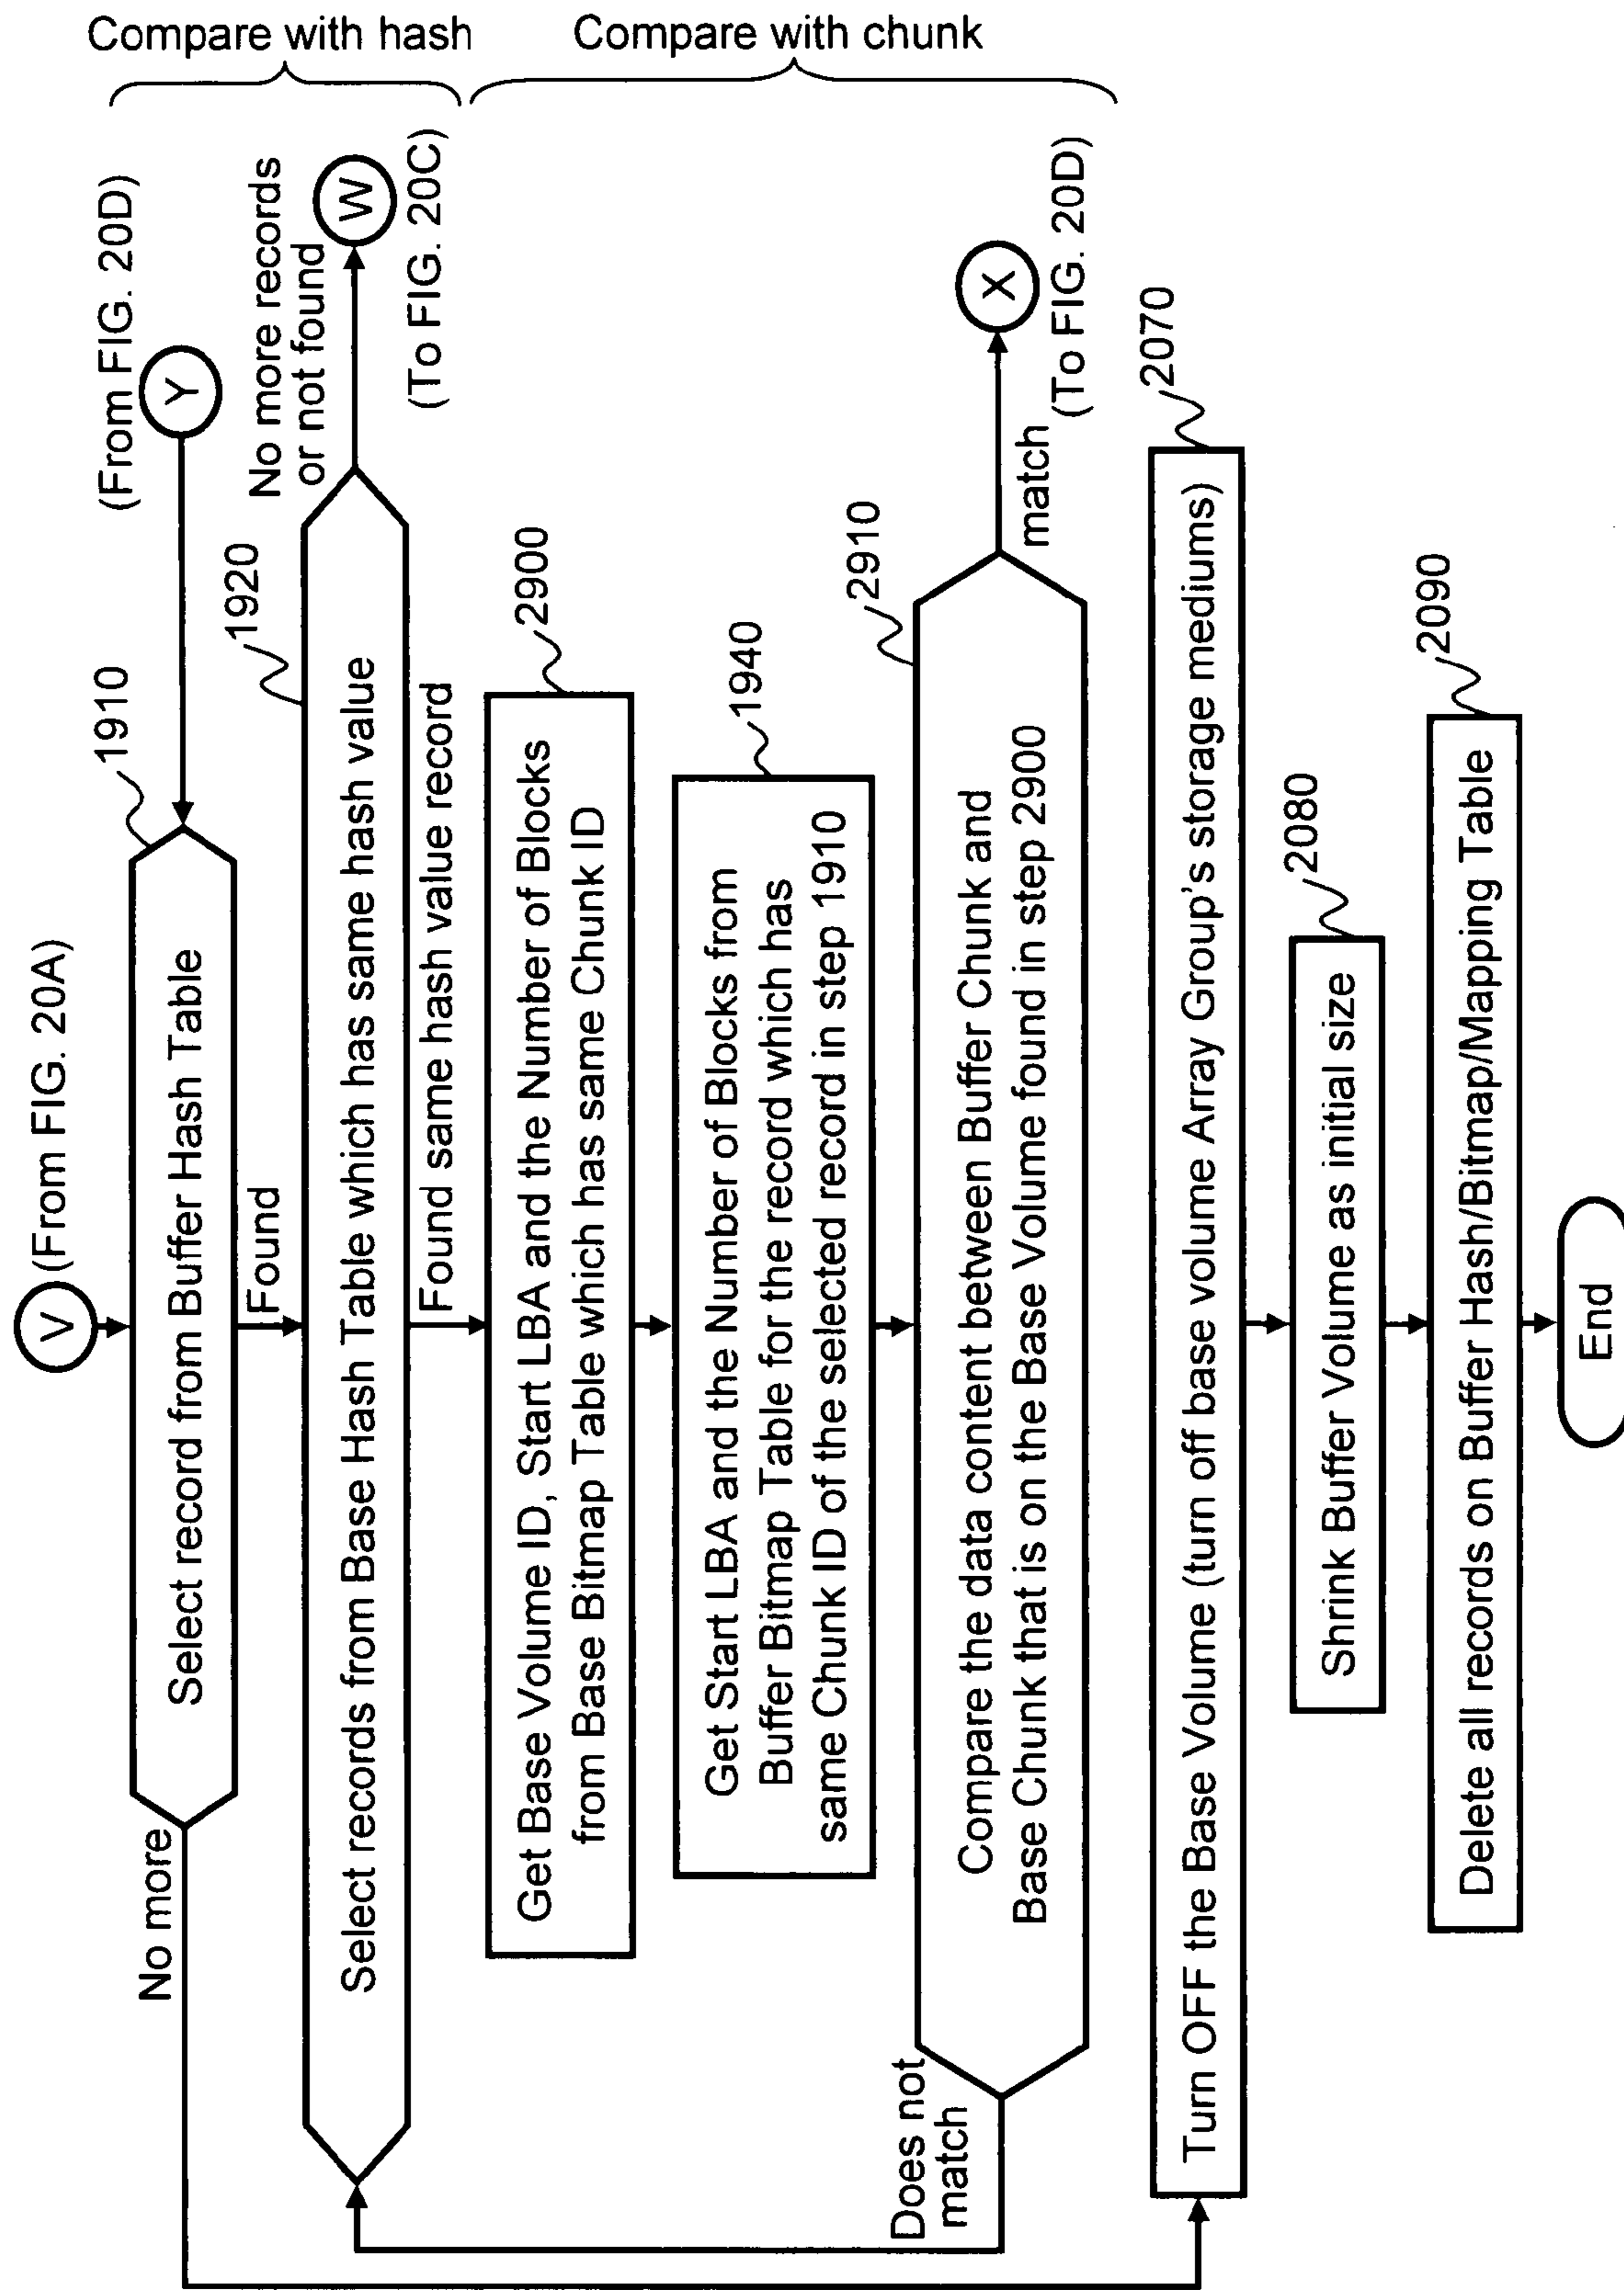 Compare with hash
Compare with chunk
V
(From FIG. 20A)
(From FIG. 20D)
Y
1910
Select record from Buffer Hash Table
No more
Found
1920
Select records from Base Hash Table which has same hash value
No more records
or not found
W
(To FIG. 20C)
Found same hash value record
2900
Get Base Volume ID, Start LBA and the Number of Blocks
from Base Bitmap Table which has same Chunk ID
1940
Get Start LBA and the Number of Blocks from
Buffer Bitmap Table for the record which has
same Chunk ID of the selected record in step 1910
2910
Compare the data content between Buffer Chunk and
Base Chunk that is on the Base Volume found in step 2900
Does not
match
match
X
(To FIG. 20D)
2070
Turn OFF the Base Volume (turn off base volume Array Group's storage mediums)
2080
Shrink Buffer Volume as initial size
2090
Delete all records on Buffer Hash/Bitmap/Mapping Table
End